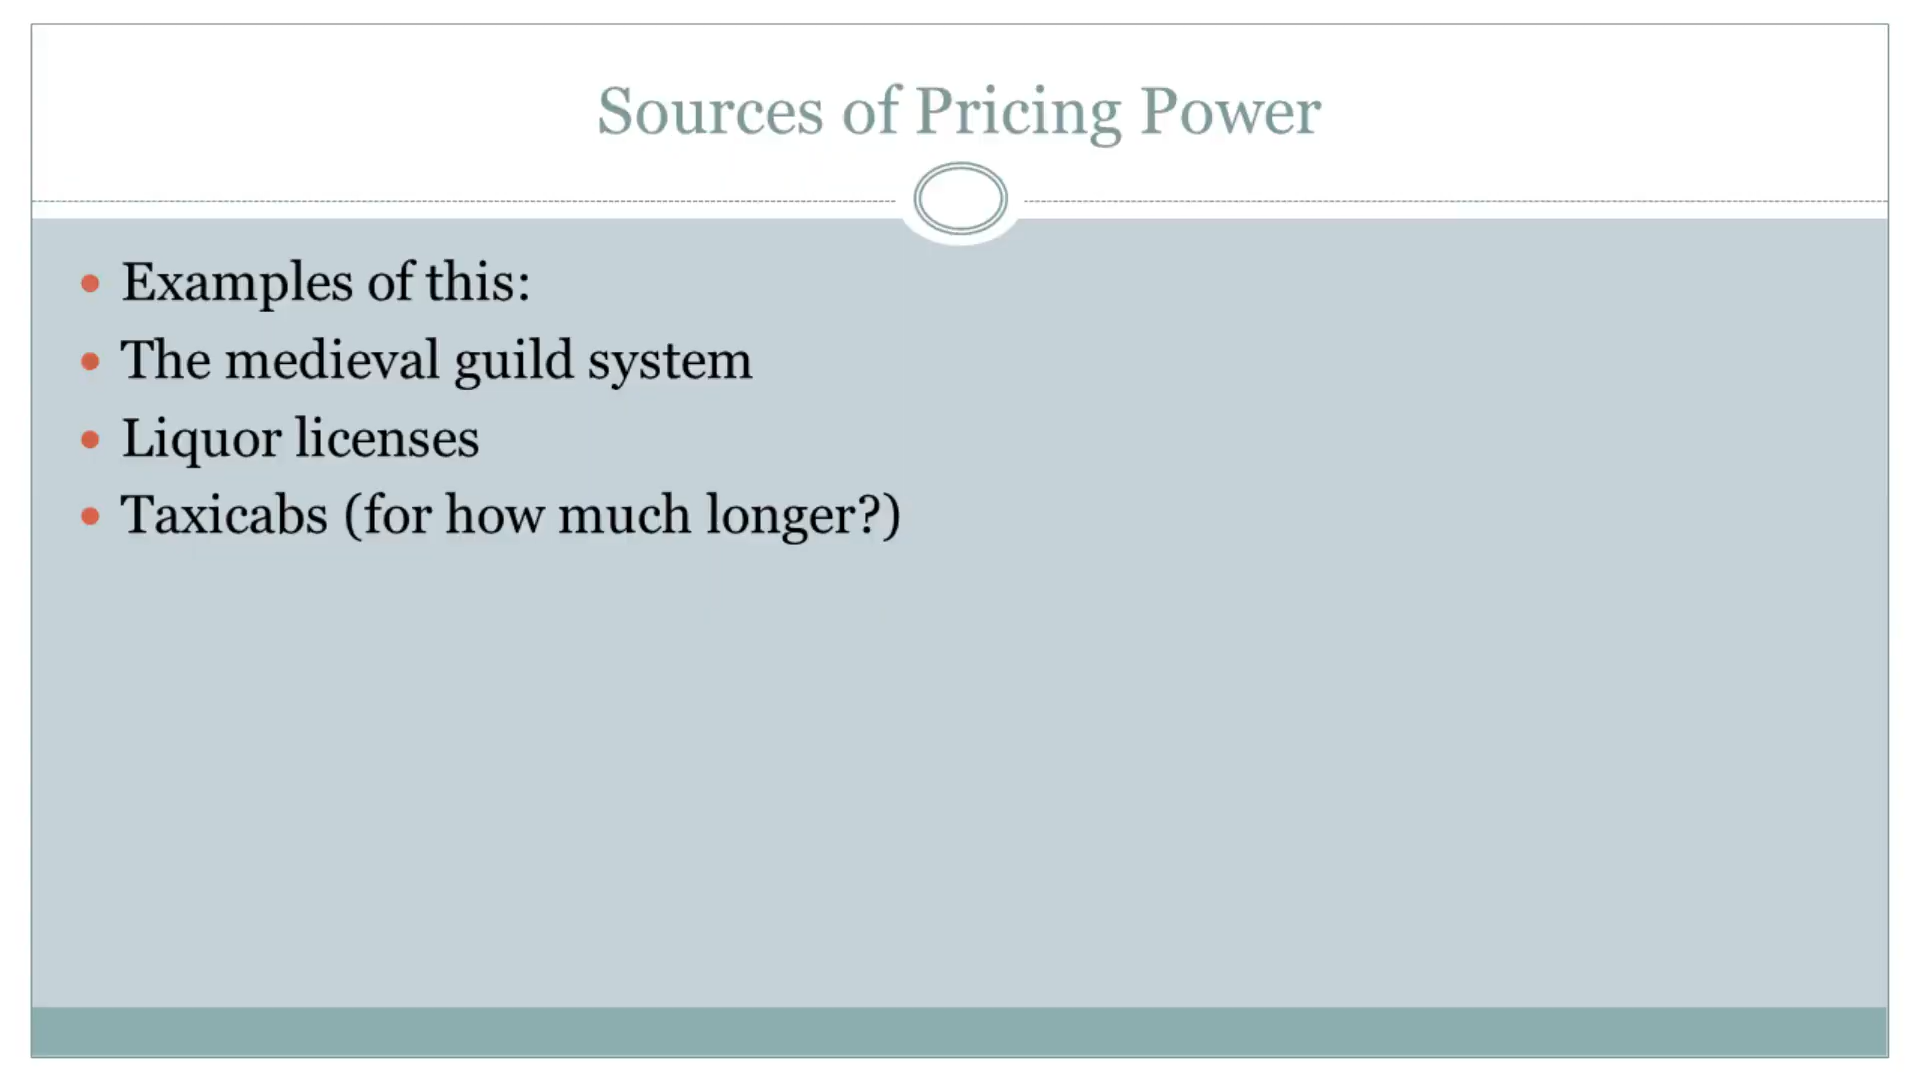 Sources of Pricing Power
Examples of this:
The medieval guild system
Liquor licenses
Taxicabs (for how much longer?)